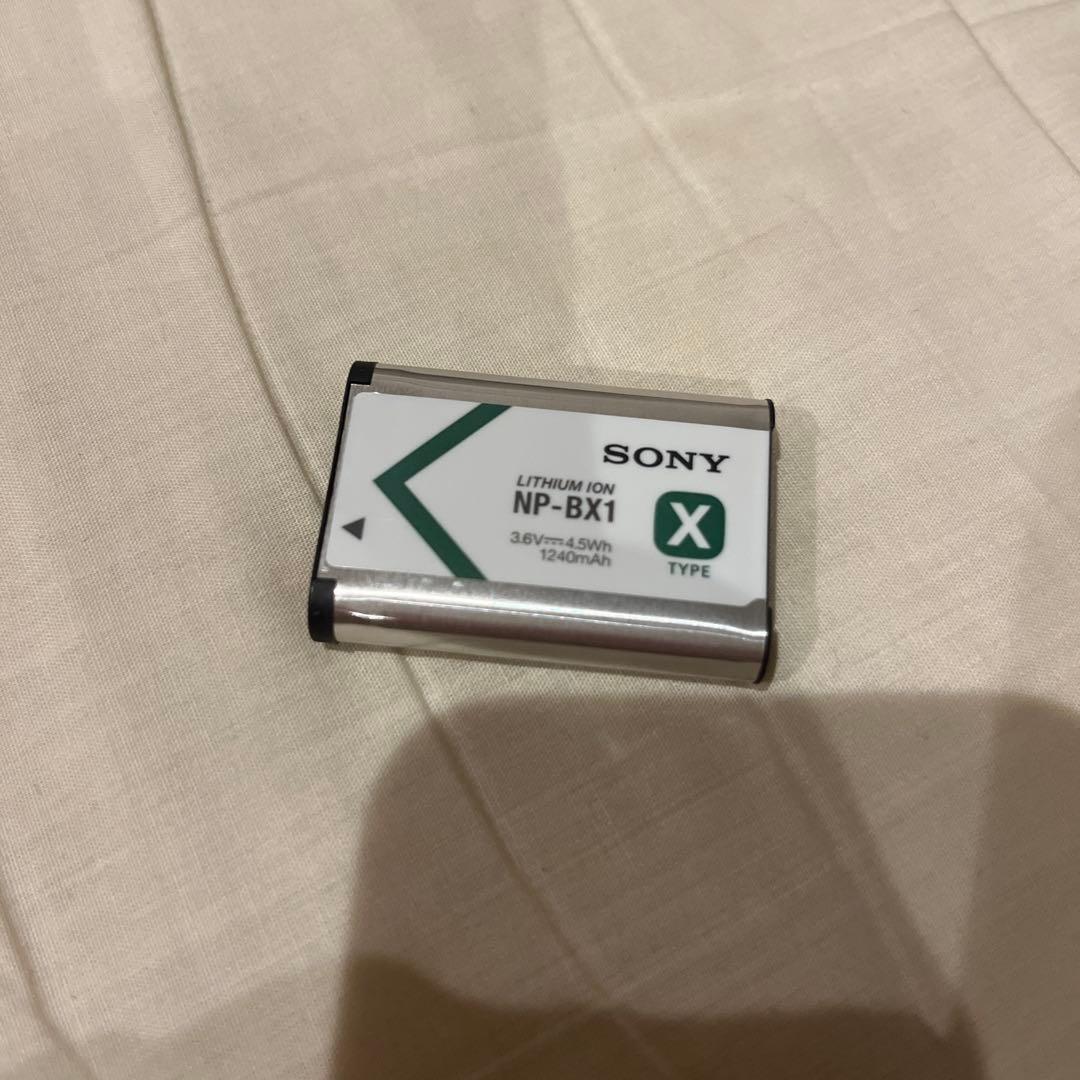 SONY
LITHIUM ION
NP-BX1
3.6V⎓4.5Wh
1240mAh
X
TYPE